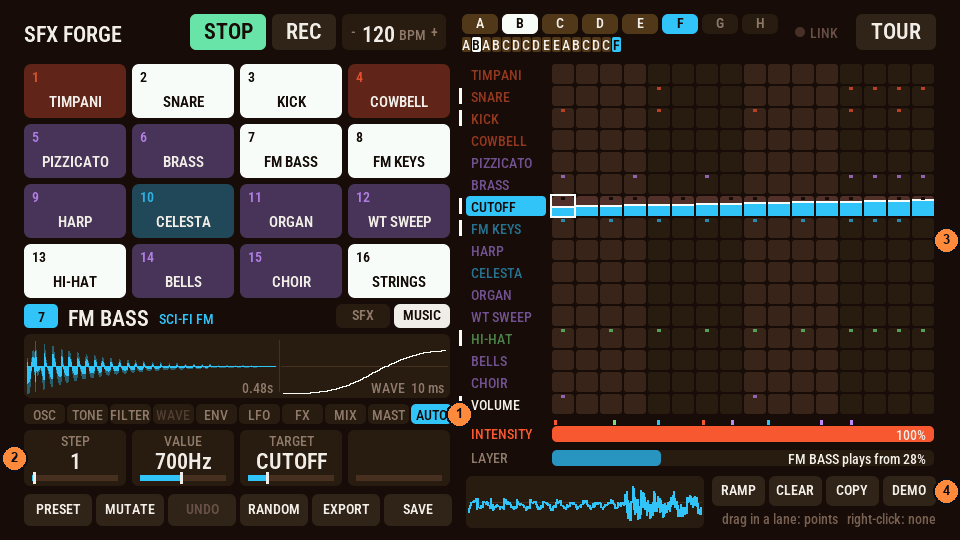 SFX FORGE
STOP
REC
- 120 BPM +
A B C D E F G H
ABABCDCDEEABCDCF
LINK
TOUR
1 TIMPANI
2 SNARE
3 KICK
4 COWBELL
5 PIZZICATO
6 BRASS
7 FM BASS
8 FM KEYS
9 HARP
10 CELESTA
11 ORGAN
12 WT SWEEP
13 HI-HAT
14 BELLS
15 CHOIR
16 STRINGS
7 FM BASS SCI-FI FM
SFX MUSIC
0.48s
WAVE 10 ms
OSC TONE FILTER WAVE ENV LFO FX MIX MAST AUTO
1
2
STEP
1
VALUE
700Hz
TARGET
CUTOFF
PRESET MUTATE UNDO RANDOM EXPORT SAVE
TIMPANI
SNARE
KICK
COWBELL
PIZZICATO
BRASS
CUTOFF
FM KEYS
HARP
CELESTA
ORGAN
WT SWEEP
HI-HAT
BELLS
CHOIR
VOLUME
3
INTENSITY 100%
LAYER FM BASS plays from 28%
RAMP CLEAR COPY DEMO
4
drag in a lane: points right-click: none